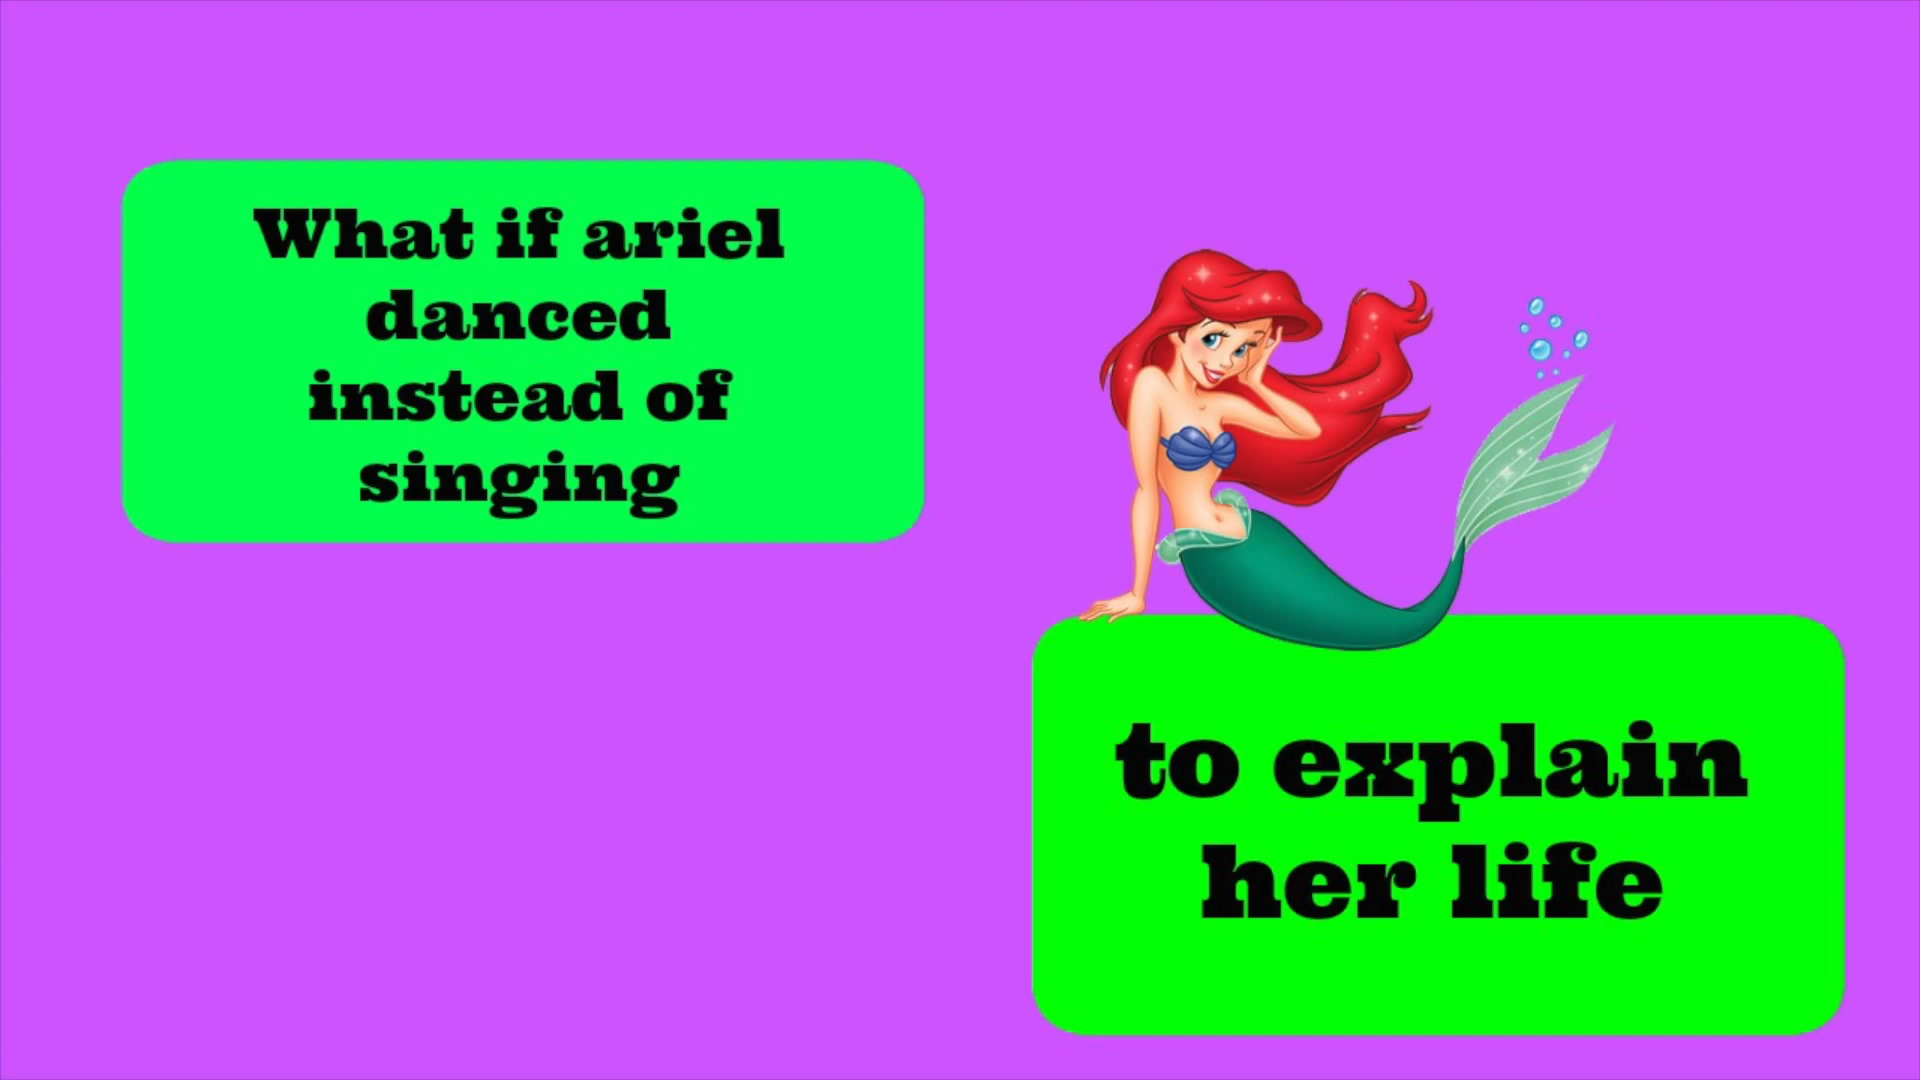 What if ariel
danced
instead of
singing
to explain
her life